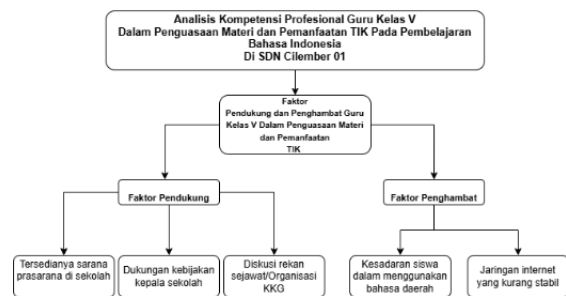 Analisis Kompetensi Profesional Guru Kelas V
Dalam Penguasaan Materi dan Pemanfaatan TIK Pada Pembelajaran
Bahasa Indonesia
Di SDN Cilember 01
Faktor
Pendukung dan Penghambat Guru
Kelas V Dalam Penguasaan Materi
dan Pemanfaatan
TIK
Faktor Pendukung
Faktor Penghambat
Tersedianya sarana
prasarana di sekolah
Dukungan kebijakan
kepala sekolah
Diskusi rekan
sejawat/Organisasi
KKG
Kesadaran siswa
dalam menggunakan
bahasa daerah
Jaringan internet
yang kurang stabil